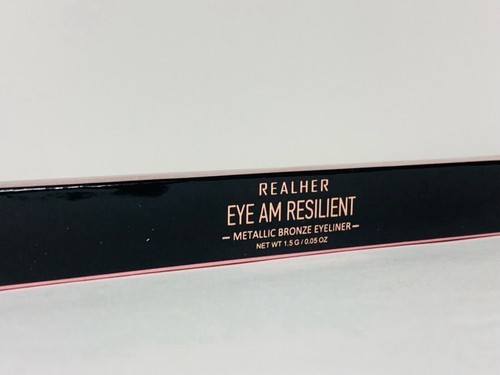 REALHER
EYE AM RESILIENT
– METALLIC BRONZE EYELINER –
NET WT 1.5 G / 0.05 OZ